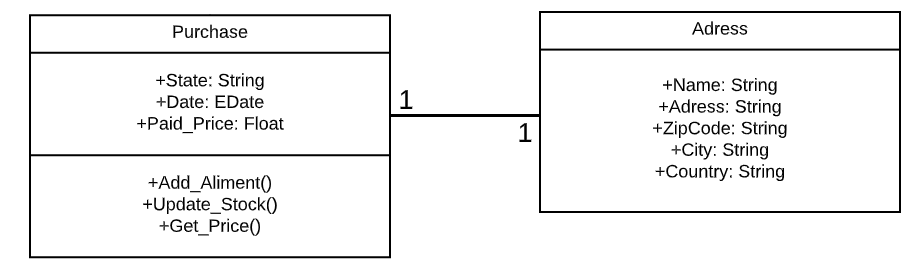 Purchase
+State: String
+Date: EDate
+Paid_Price: Float
+Add_Aliment()
+Update_Stock()
+Get_Price()
1
1
Adress
+Name: String
+Adress: String
+ZipCode: String
+City: String
+Country: String